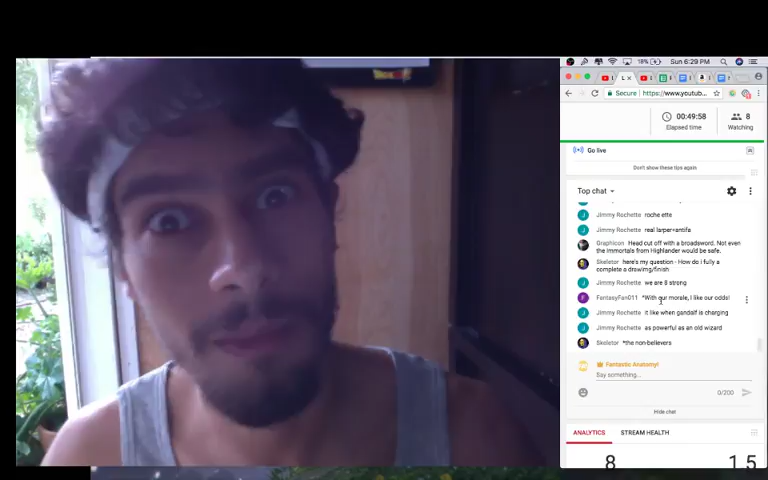 18%
Sun 6:29 PM
Secure
https://www.youtub...
00:49:58
8
Elapsed time
Watching
Go live
Don't show these tips again
Top chat
Jimmy Rochette roche ette
Jimmy Rochette real larper=antifa
Graphicon Head cut off with a broadsword. Not even
the Immortals from Highlander would be safe.
Skeletor here's my question - How do i fully a
complete a drawimg/finish
Jimmy Rochette we are 8 strong
FantasyFan011 *With our morale, I like our odds!
Jimmy Rochette it like when gandalf is charging
Jimmy Rochette as powerful as an old wizard
Skeletor *the non-believers
Fantastic Anatomy!
Say something...
0/200
Hide chat
ANALYTICS
STREAM HEALTH
8
1.5